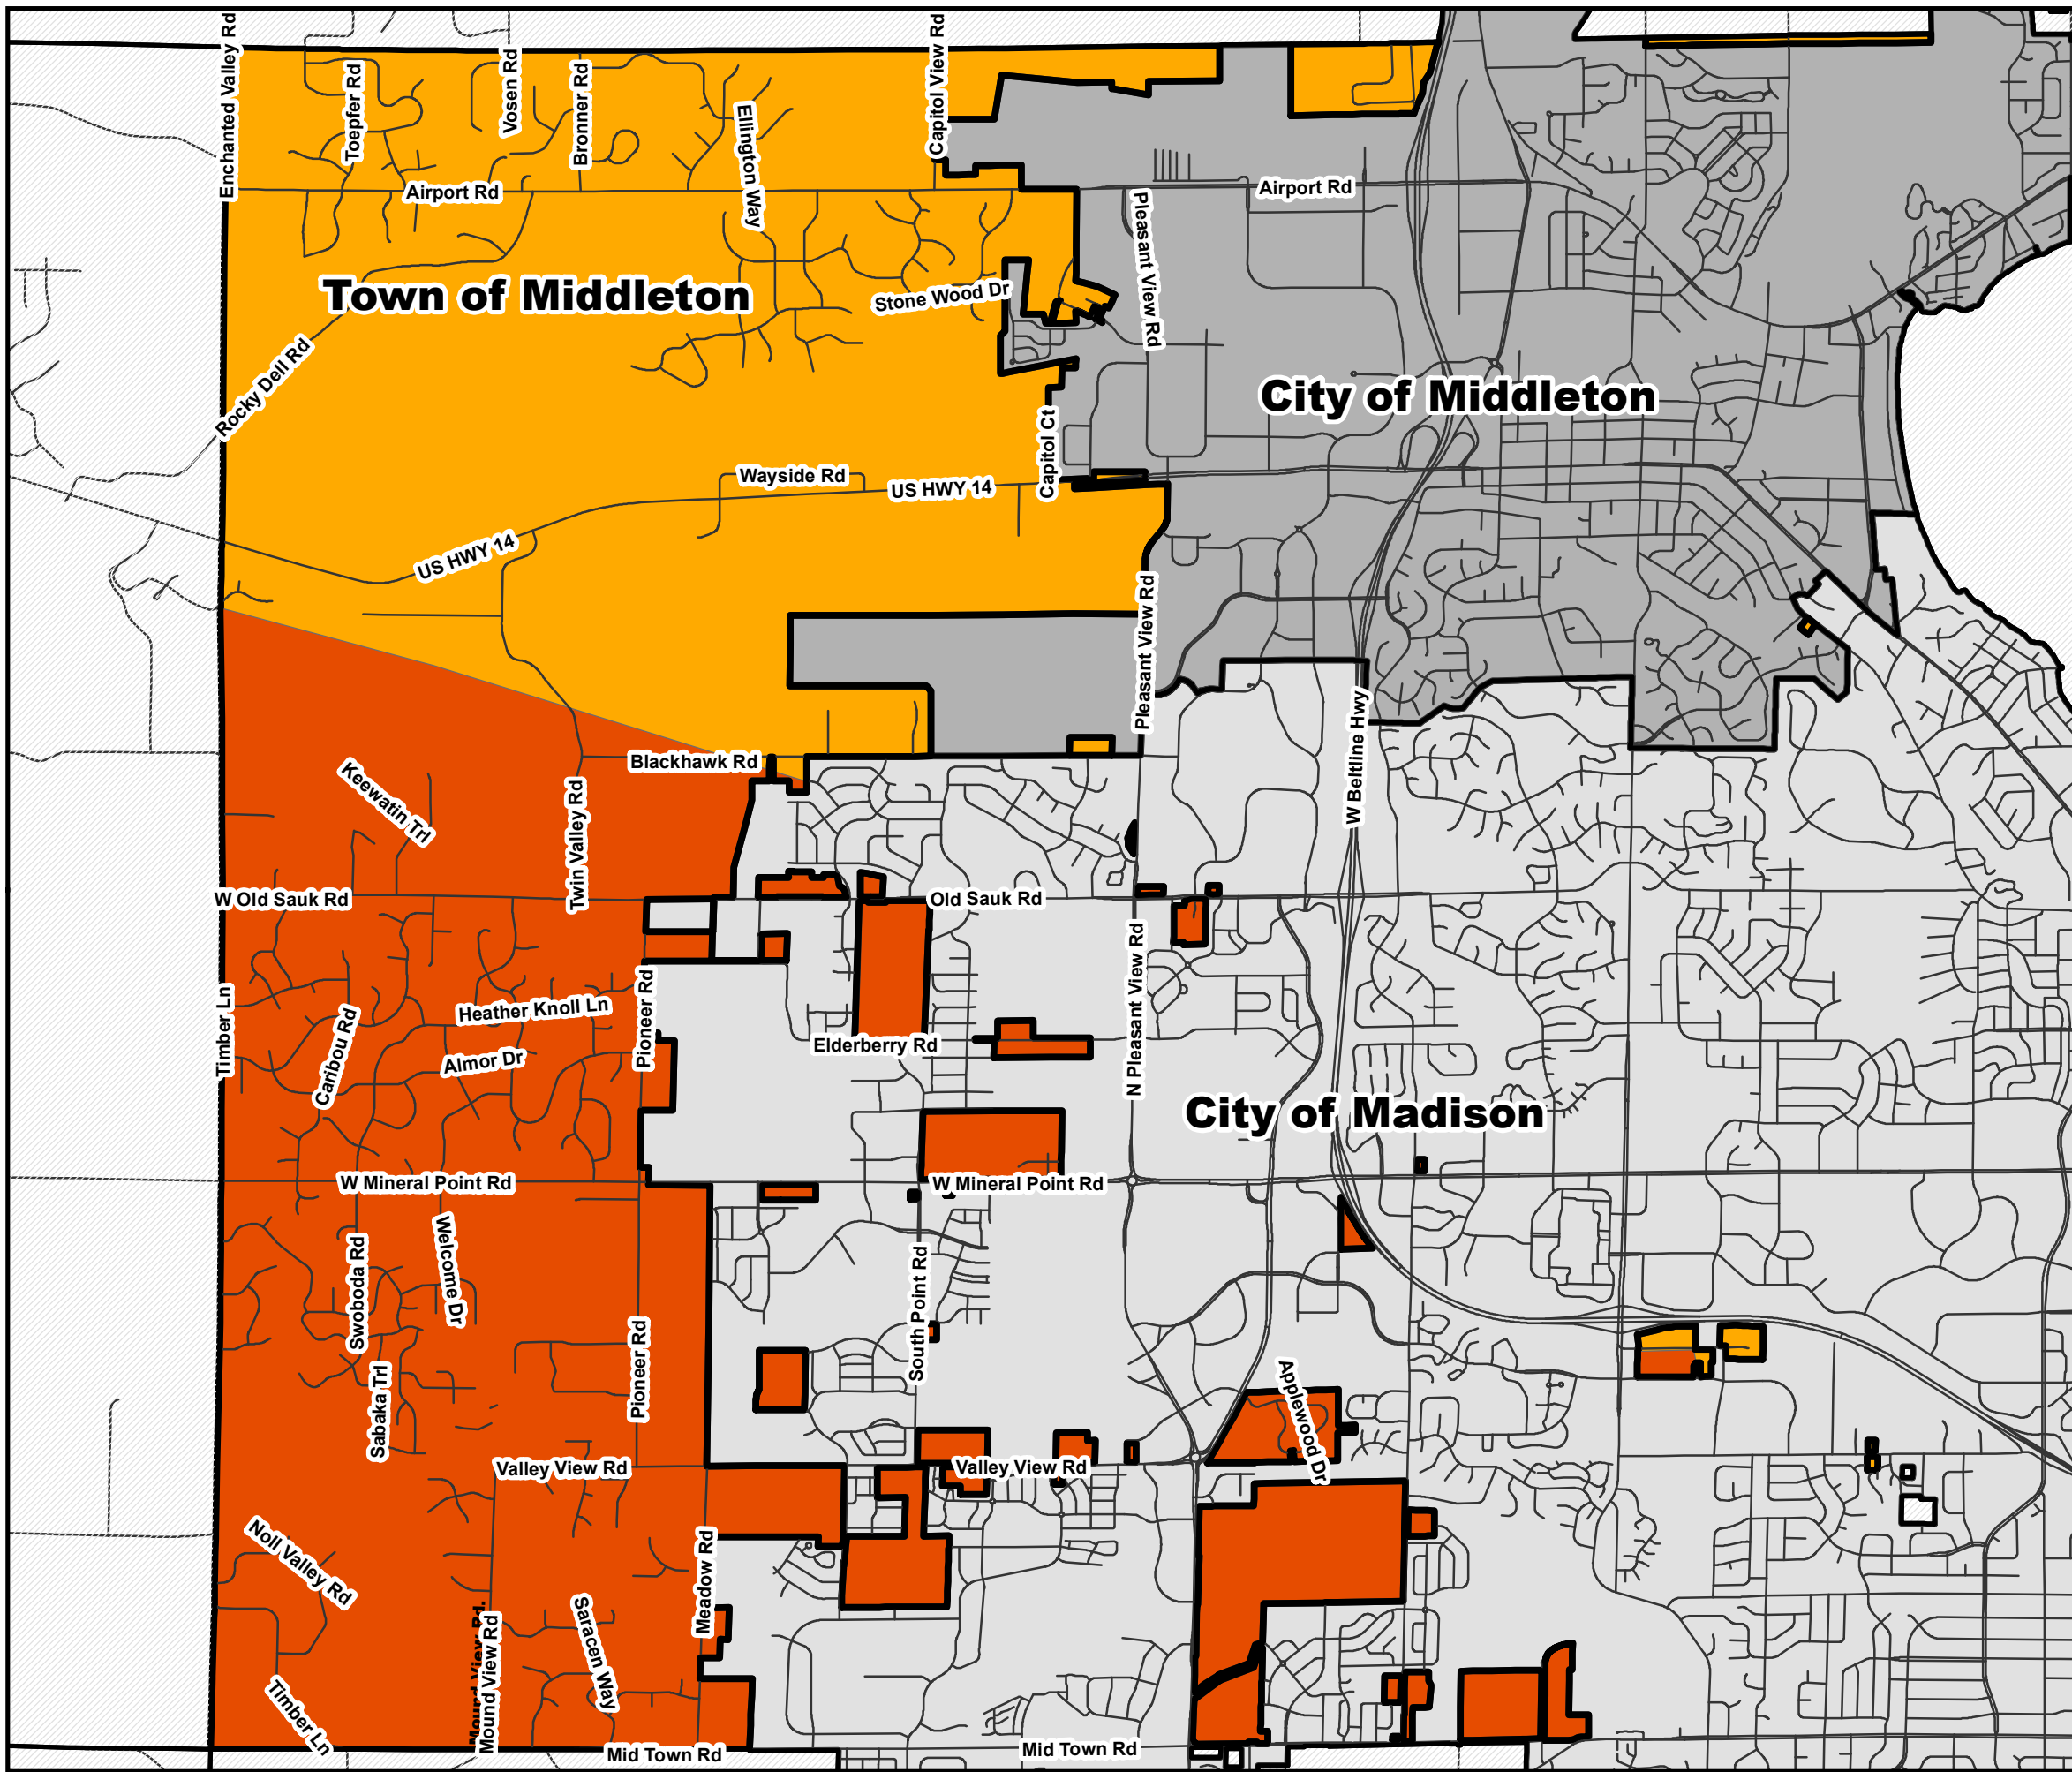 Enchanted Valley Rd
Toepfer Rd
Vosen Rd
Bronner Rd
Ellington Way
Capitol View Rd
Airport Rd
Airport Rd
Pleasant View Rd
Town of Middleton
Stone Wood Dr
Rocky Dell Rd
City of Middleton
Capitol Ct
Wayside Rd
US HWY 14
US HWY 14
Pleasant View Rd
W Beltline Hwy
Blackhawk Rd
Keewatin Trl
Twin Valley Rd
W Old Sauk Rd
Old Sauk Rd
N Pleasant View Rd
Timber Ln
Caribou Rd
Heather Knoll Ln
Pioneer Rd
Almor Dr
Elderberry Rd
City of Madison
W Mineral Point Rd
W Mineral Point Rd
Swoboda Rd
Welcome Dr
South Point Rd
Pioneer Rd
Sabaka Trl
Applewood Dr
Valley View Rd
Valley View Rd
Noll Valley Rd
Meadow Rd
Mound View Rd.
Mound View Rd
Saracen Way
Timber Ln
Mid Town Rd
Mid Town Rd